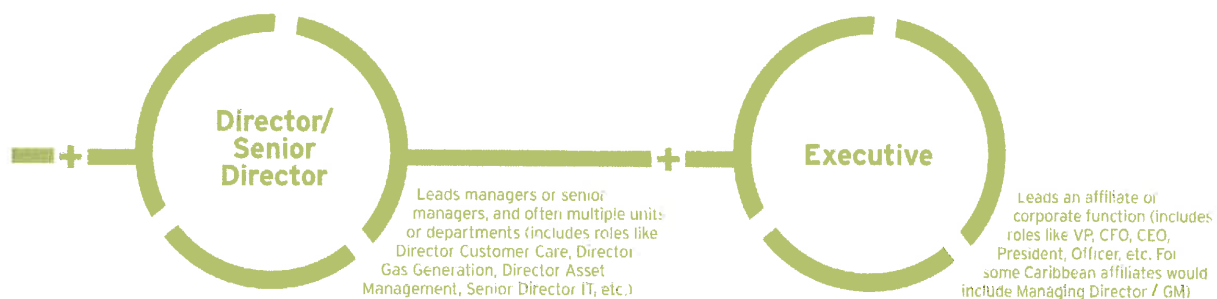 Director/
Senior
Director
Leads managers or senior
managers, and often multiple units
or departments (includes roles like
Director Customer Care, Director
Gas Generation, Director Asset
Management, Senior Director IT, etc.)
Executive
Leads an affiliate or
corporate function (includes
roles like VP, CFO, CEO,
President, Officer, etc. For
some Caribbean affiliates would
include Managing Director / GM)